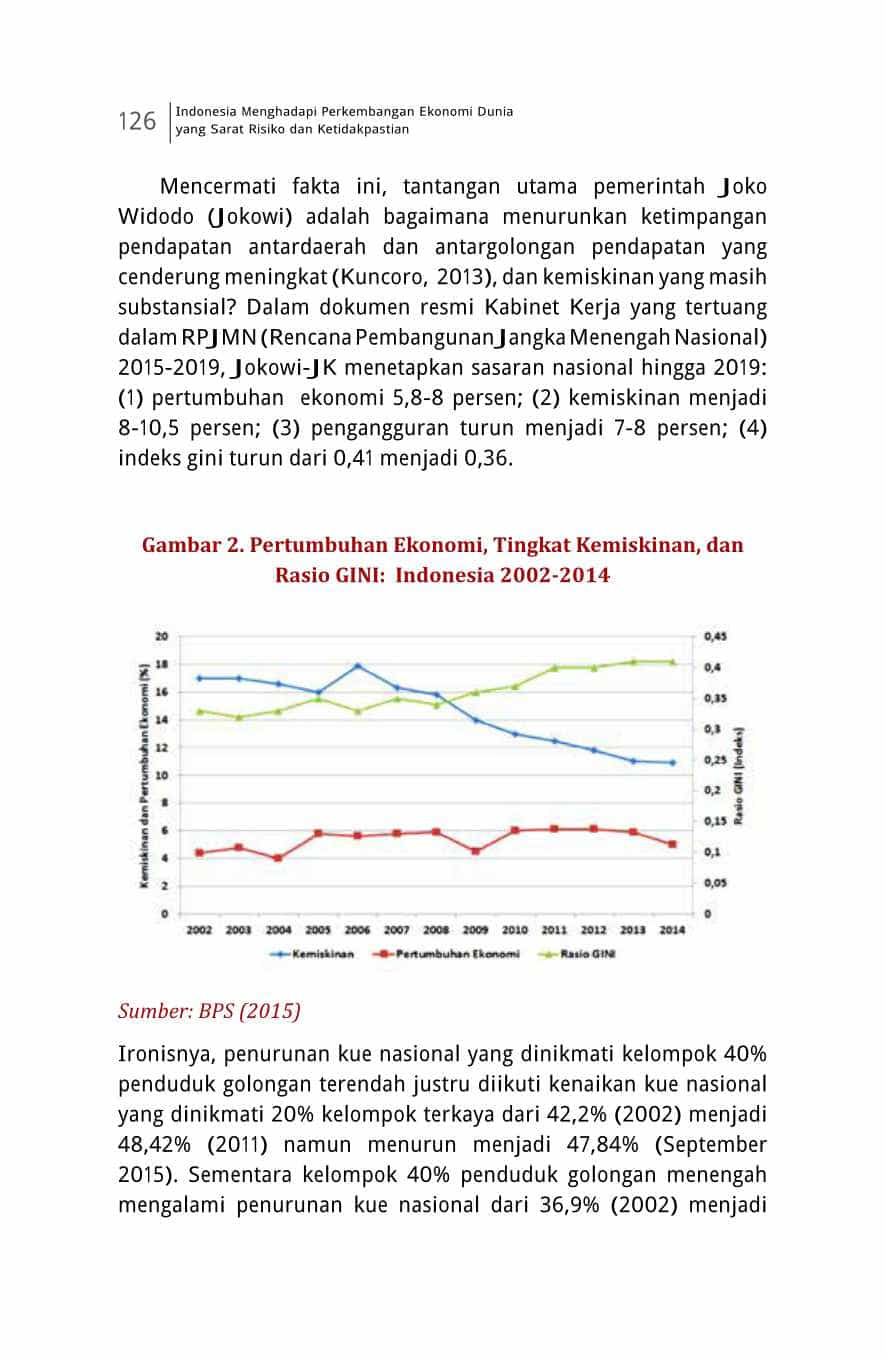 126
Indonesia Menghadapi Perkembangan Ekonomi Dunia
yang Sarat Risiko dan Ketidakpastian
Mencermati fakta ini, tantangan utama pemerintah Joko
Widodo (Jokowi) adalah bagaimana menurunkan ketimpangan
pendapatan antardaerah dan antargolongan pendapatan yang
cenderung meningkat (Kuncoro, 2013), dan kemiskinan yang masih
substansial? Dalam dokumen resmi Kabinet Kerja yang tertuang
dalam RPJMN (Rencana Pembangunan Jangka Menengah Nasional)
2015-2019, Jokowi-JK menetapkan sasaran nasional hingga 2019:
(1) pertumbuhan ekonomi 5,8-8 persen; (2) kemiskinan menjadi
8-10,5 persen; (3) pengangguran turun menjadi 7-8 persen; (4)
indeks gini turun dari 0,41 menjadi 0,36.
Gambar 2. Pertumbuhan Ekonomi, Tingkat Kemiskinan, dan
Rasio GINI: Indonesia 2002-2014
Kemiskinan dan Pertumbuhan Ekonomi (%)
20
18
16
14
12
10
8
6
4
2
0
0,45
0,4
0,35
0,3
0,25
0,2
0,15
0,1
0,05
0
Rasio GINI (Indeks)
2002 2003 2004 2005 2006 2007 2008 2009 2010 2011 2012 2013 2014
Kemiskinan Pertumbuhan Ekonomi Rasio GINI
Sumber: BPS (2015)
Ironisnya, penurunan kue nasional yang dinikmati kelompok 40%
penduduk golongan terendah justru diikuti kenaikan kue nasional
yang dinikmati 20% kelompok terkaya dari 42,2% (2002) menjadi
48,42% (2011) namun menurun menjadi 47,84% (September
2015). Sementara kelompok 40% penduduk golongan menengah
mengalami penurunan kue nasional dari 36,9% (2002) menjadi